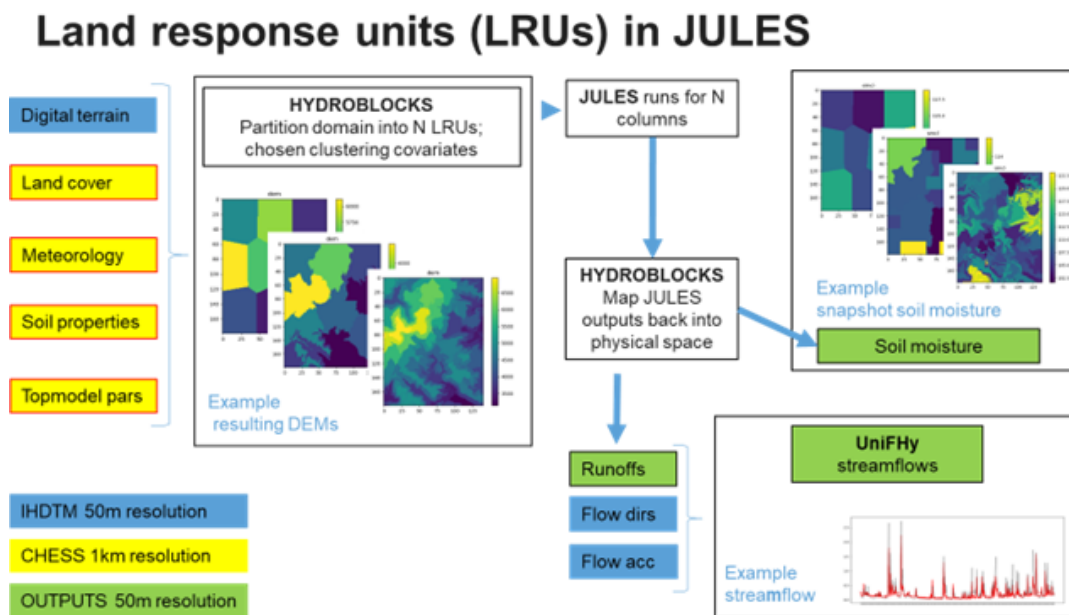 Land response units (LRUs) in JULES
Digital terrain
Land cover
Meteorology
Soil properties
Topmodel pars
HYDROBLOCKS
Partition domain into N LRUs;
chosen clustering covariates
Example
resulting DEMs
JULES runs for N
columns
HYDROBLOCKS
Map JULES
outputs back into
physical space
Example
snapshot soil moisture
Soil moisture
Runoffs
Flow dirs
Flow acc
UniFHy
streamflows
Example
streamflow
IHDTM 50m resolution
CHESS 1km resolution
OUTPUTS 50m resolution